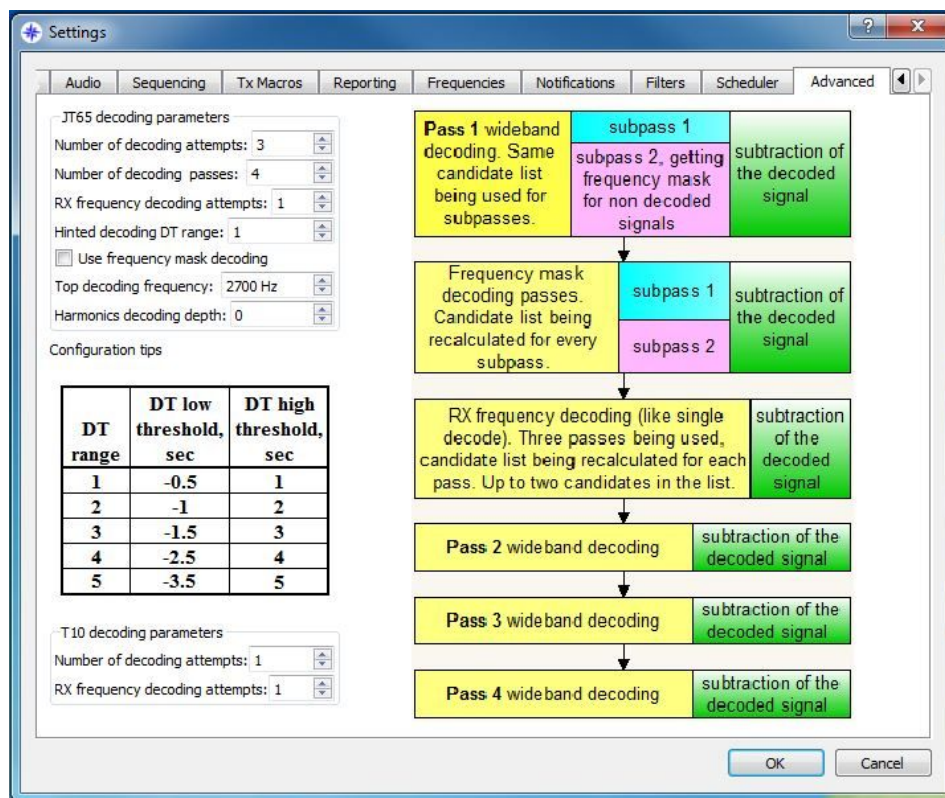 Settings
Audio Sequencing Tx Macros Reporting Frequencies Notifications Filters Scheduler Advanced
JT65 decoding parameters
Number of decoding attempts: 3
Number of decoding passes: 4
RX frequency decoding attempts: 1
Hinted decoding DT range: 1
Use frequency mask decoding
Top decoding frequency: 2700 Hz
Harmonics decoding depth: 0
Configuration tips
DT range
DT low threshold, sec
DT high threshold, sec
1 -0.5 1
2 -1 2
3 -1.5 3
4 -2.5 4
5 -3.5 5
T10 decoding parameters
Number of decoding attempts: 1
RX frequency decoding attempts: 1
Pass 1 wideband
decoding. Same
candidate list
being used for
subpasses.
subpass 1
subpass 2, getting
frequency mask
for non decoded
signals
subtraction of
the decoded
signal
Frequency mask
decoding passes.
Candidate list being
recalculated for every
subpass.
subpass 1
subpass 2
subtraction of
the decoded
signal
RX frequency decoding (like single
decode). Three passes being used,
candidate list being recalculated for each
pass. Up to two candidates in the list.
subtraction
of the
decoded
signal
Pass 2 wideband decoding
subtraction of the
decoded signal
Pass 3 wideband decoding
subtraction of the
decoded signal
Pass 4 wideband decoding
subtraction of the
decoded signal
OK Cancel